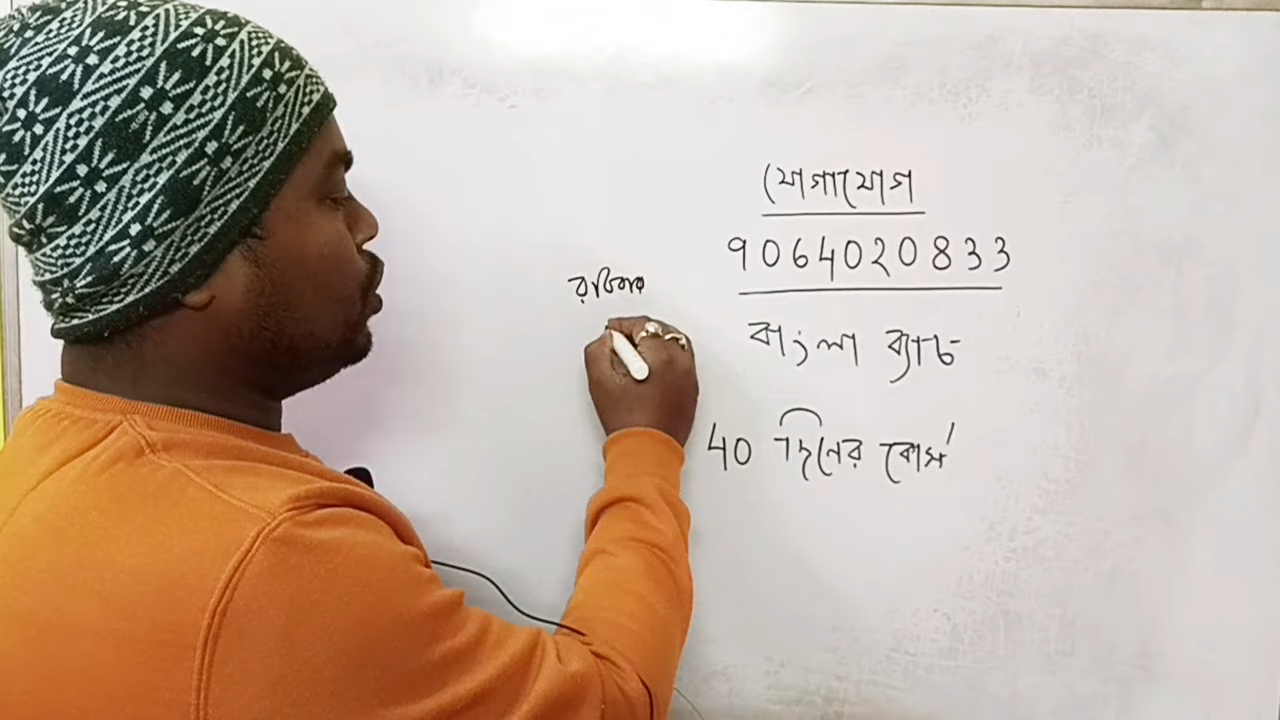 যোগাযোগ
9064020833
বাংলা ব্যাচ
40 দিনের কোর্স
রবিবার